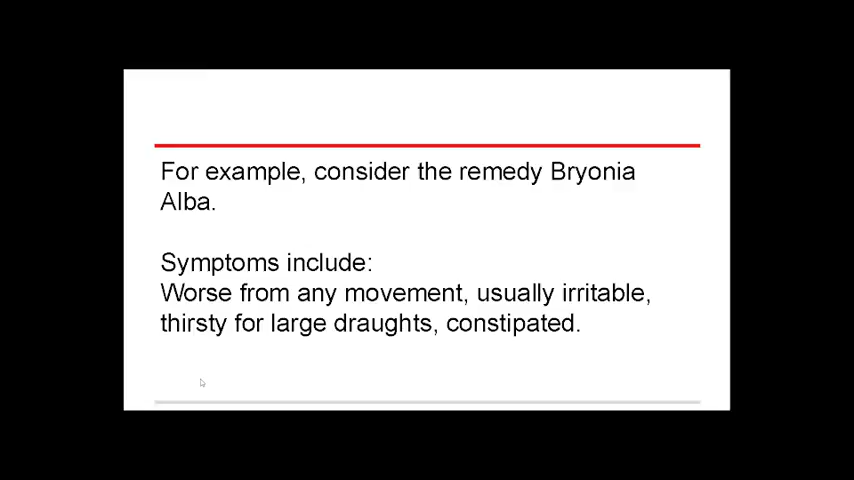 For example, consider the remedy Bryonia
Alba.
Symptoms include:
Worse from any movement, usually irritable,
thirsty for large draughts, constipated.